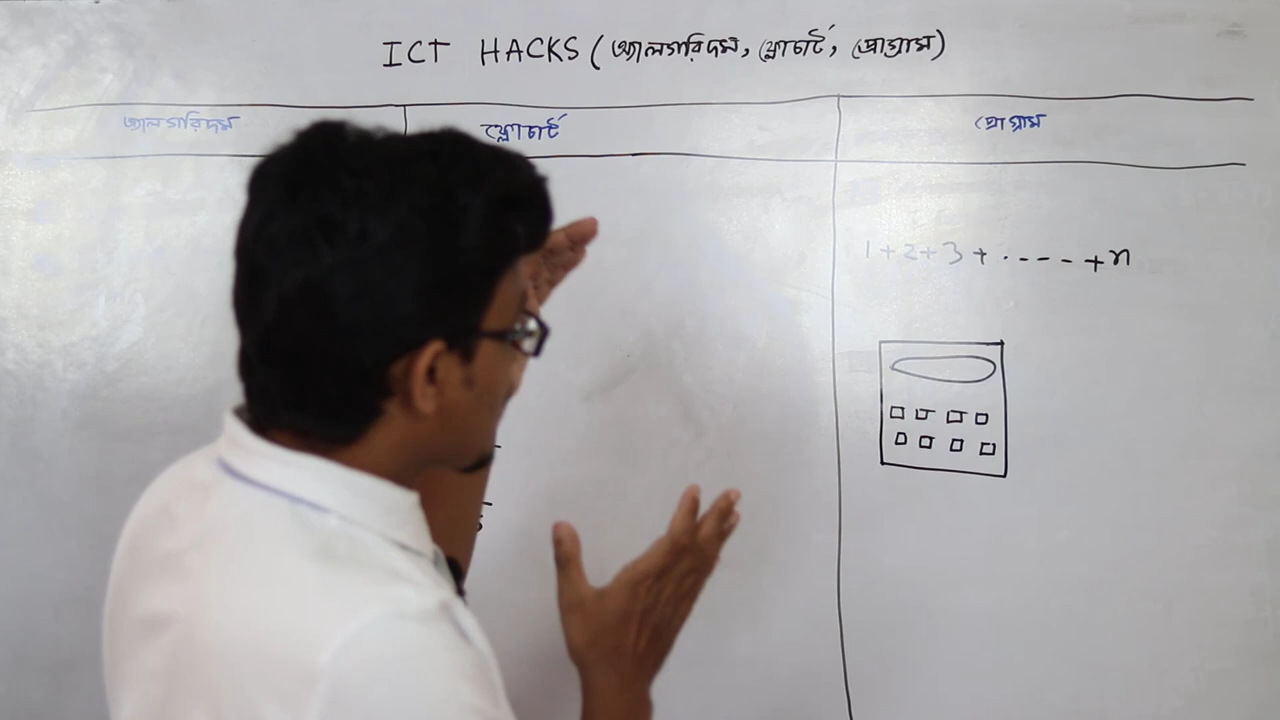 ICT HACKS (অ্যালগরিদম, ফ্লোচার্ট, প্রোগ্রাম)
অ্যালগরিদম ফ্লোচার্ট প্রোগ্রাম
1+2+3+·----+n